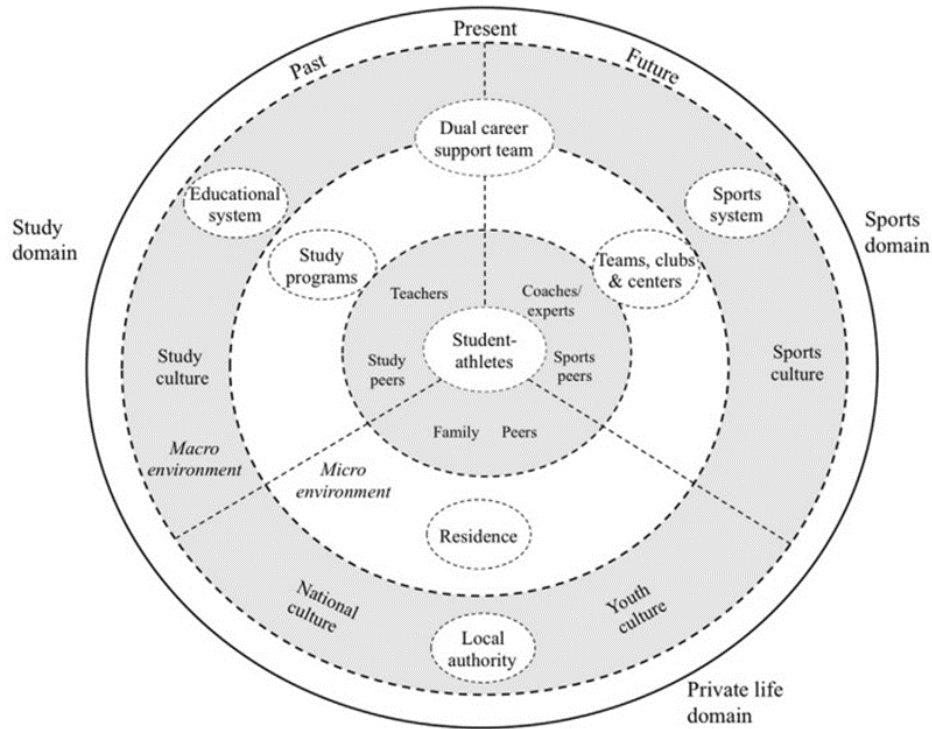 Present
Past
Future
Dual career
support team
Educational
system
Sports
system
Study
domain
Sports
domain
Study
programs
Teams, clubs
& centers
Teachers
Coaches/
experts
Student-
athletes
Study
peers
Sports
peers
Study
culture
Sports
culture
Family
Peers
Macro
environment
Micro
environment
Residence
National
culture
Youth
culture
Local
authority
Private life
domain